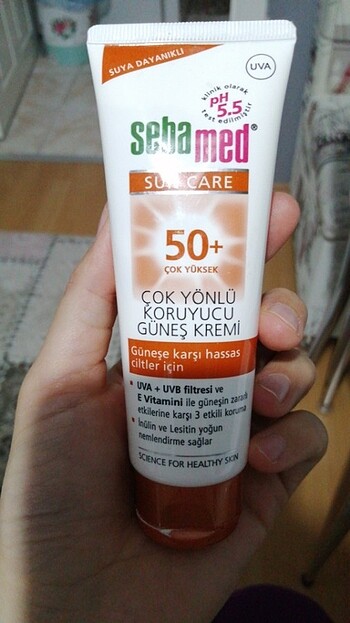 SUYA DAYANIKLI
UVA
klinik olarak
pH
5.5
test edilmiştir
sebamed®
SUN CARE
50+
ÇOK YÜKSEK
ÇOK YÖNLÜ
KORUYUCU
GÜNEŞ KREMİ
Güneşe karşı hassas
ciltler için
• UVA + UVB filtresi ve
E Vitamini ile güneşin zararlı
etkilerine karşı 3 etkili koruma
• İnülin ve Lesitin yoğun
nemlendirme sağlar
SCIENCE FOR HEALTHY SKIN